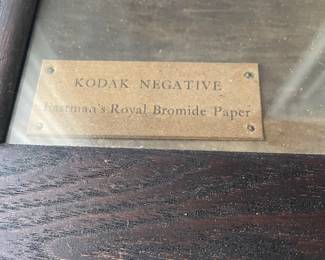 KODAK NEGATIVE
Eastman's Royal Bromide Paper